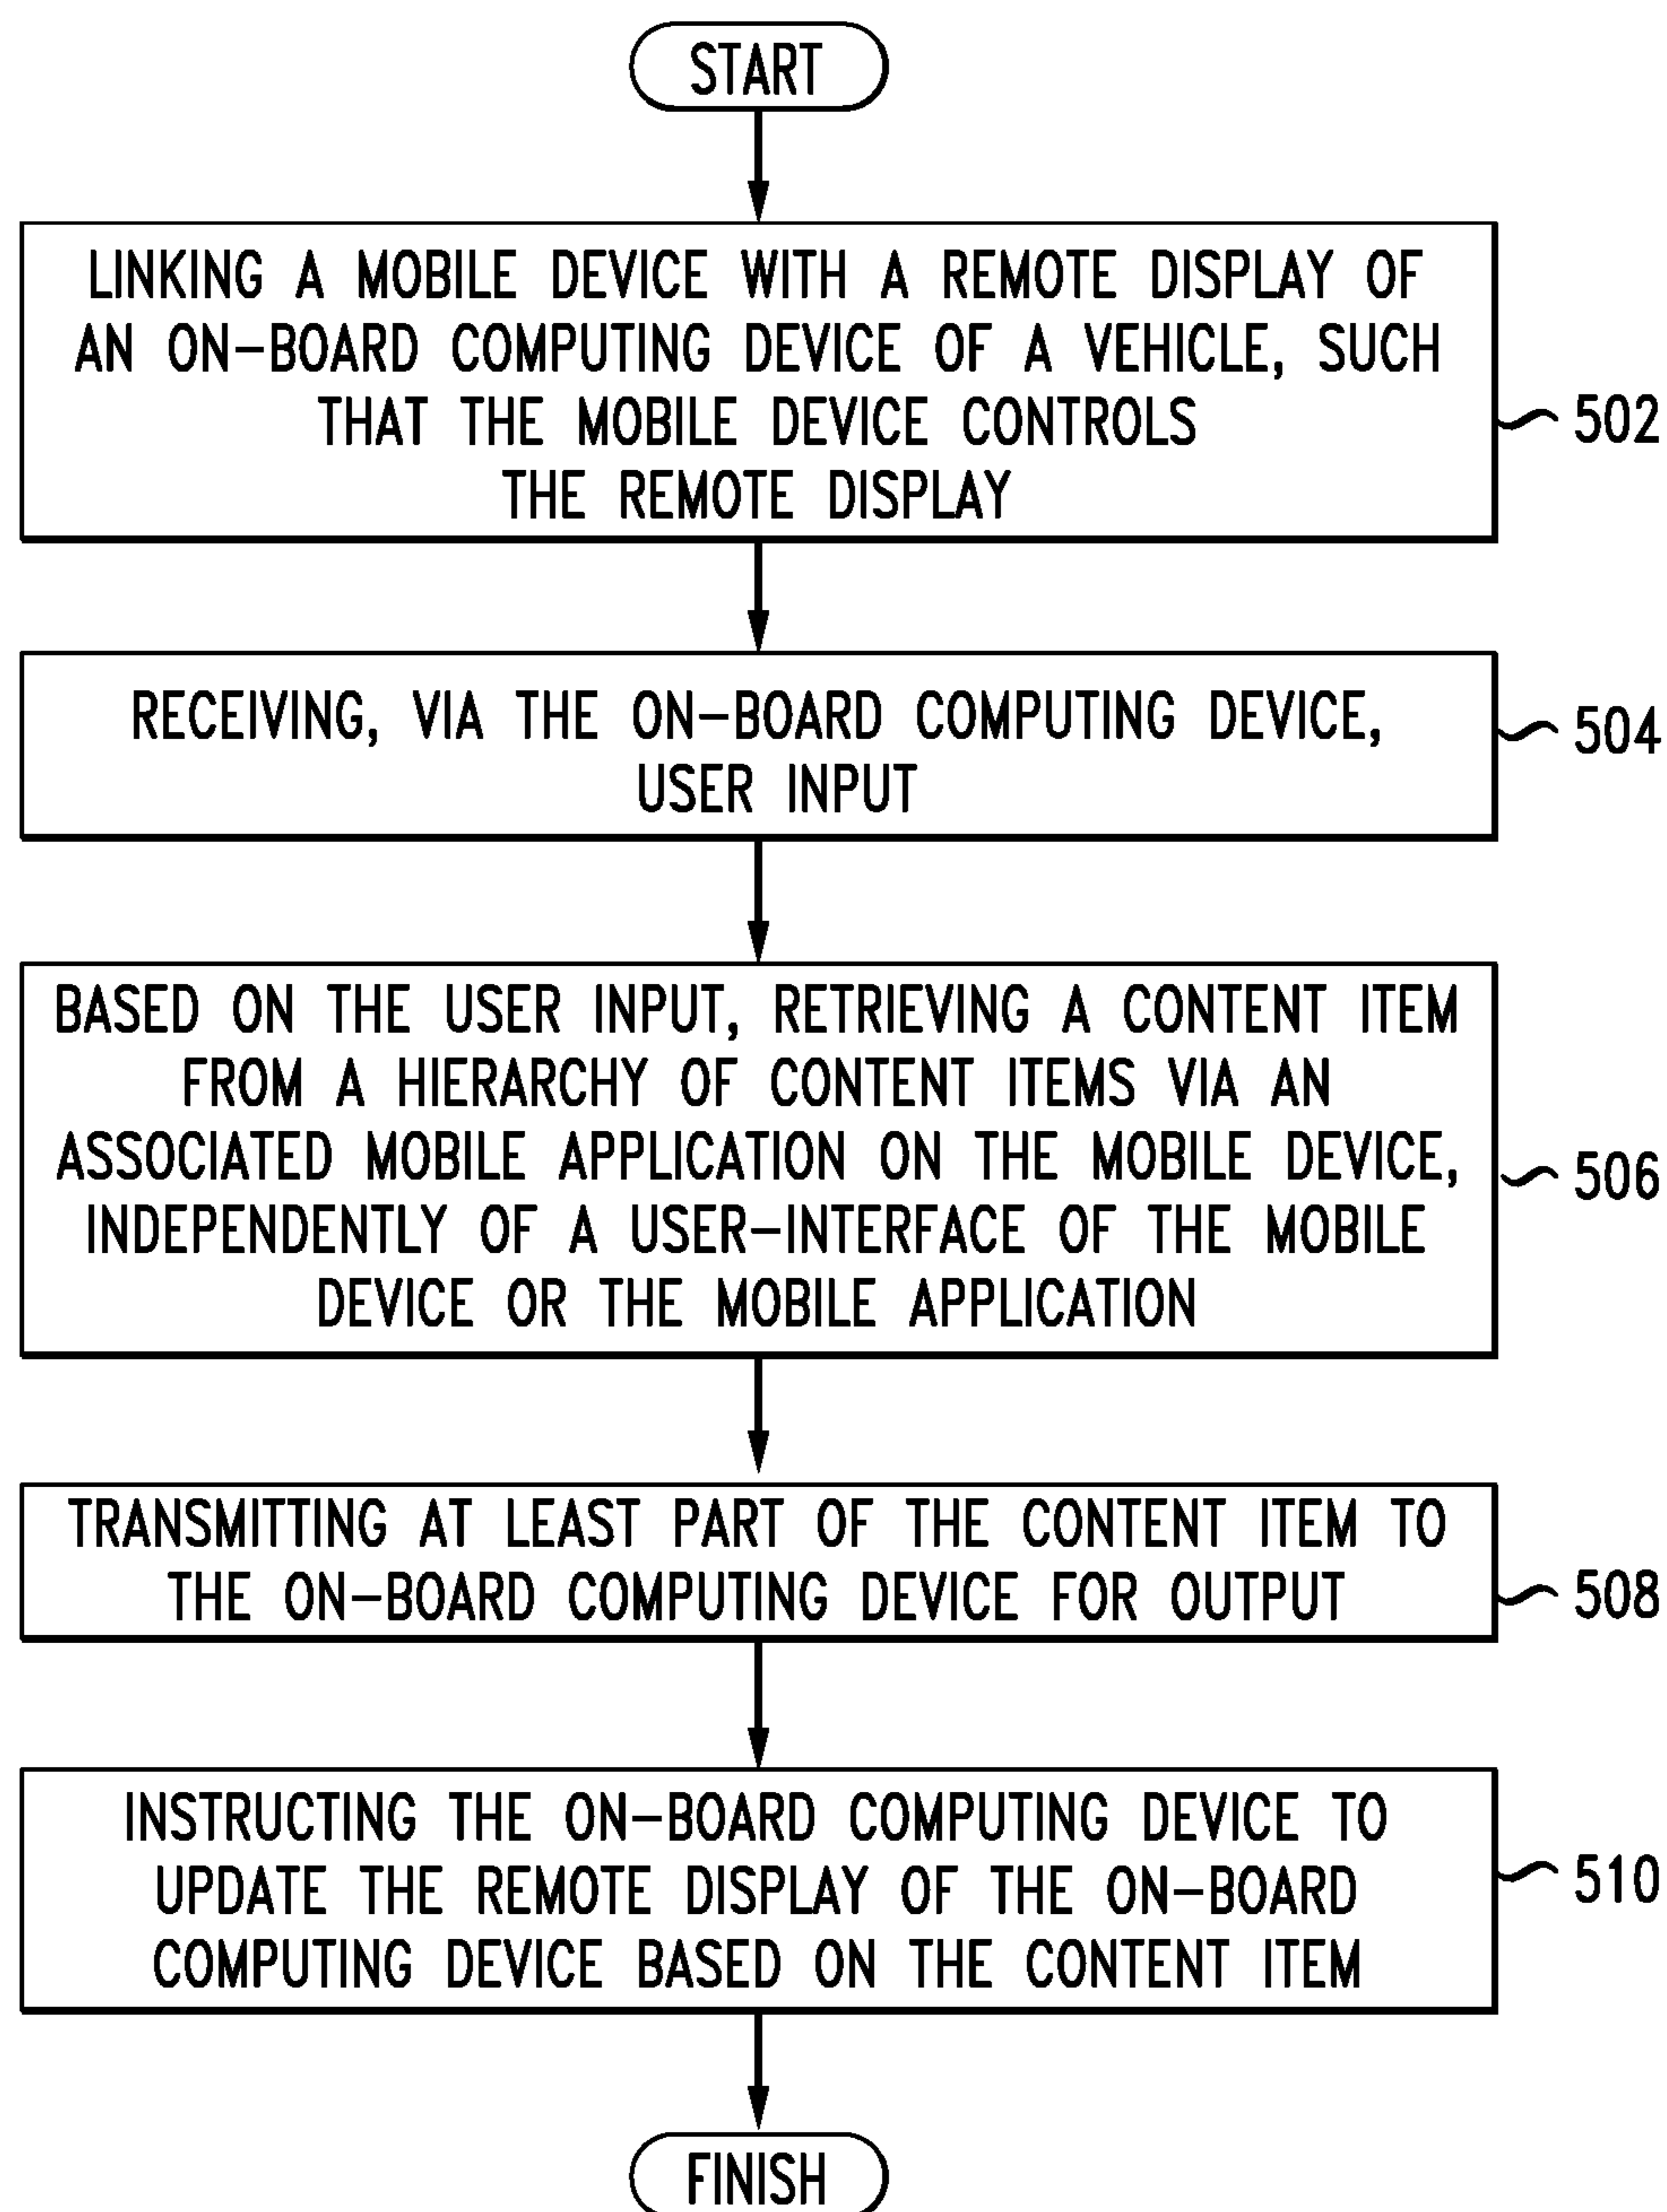 START
LINKING A MOBILE DEVICE WITH A REMOTE DISPLAY OF
AN ON-BOARD COMPUTING DEVICE OF A VEHICLE, SUCH
THAT THE MOBILE DEVICE CONTROLS
THE REMOTE DISPLAY
502
RECEIVING, VIA THE ON-BOARD COMPUTING DEVICE,
USER INPUT
504
BASED ON THE USER INPUT, RETRIEVING A CONTENT ITEM
FROM A HIERARCHY OF CONTENT ITEMS VIA AN
ASSOCIATED MOBILE APPLICATION ON THE MOBILE DEVICE,
INDEPENDENTLY OF A USER-INTERFACE OF THE MOBILE
DEVICE OR THE MOBILE APPLICATION
506
TRANSMITTING AT LEAST PART OF THE CONTENT ITEM TO
THE ON-BOARD COMPUTING DEVICE FOR OUTPUT
508
INSTRUCTING THE ON-BOARD COMPUTING DEVICE TO
UPDATE THE REMOTE DISPLAY OF THE ON-BOARD
COMPUTING DEVICE BASED ON THE CONTENT ITEM
510
FINISH